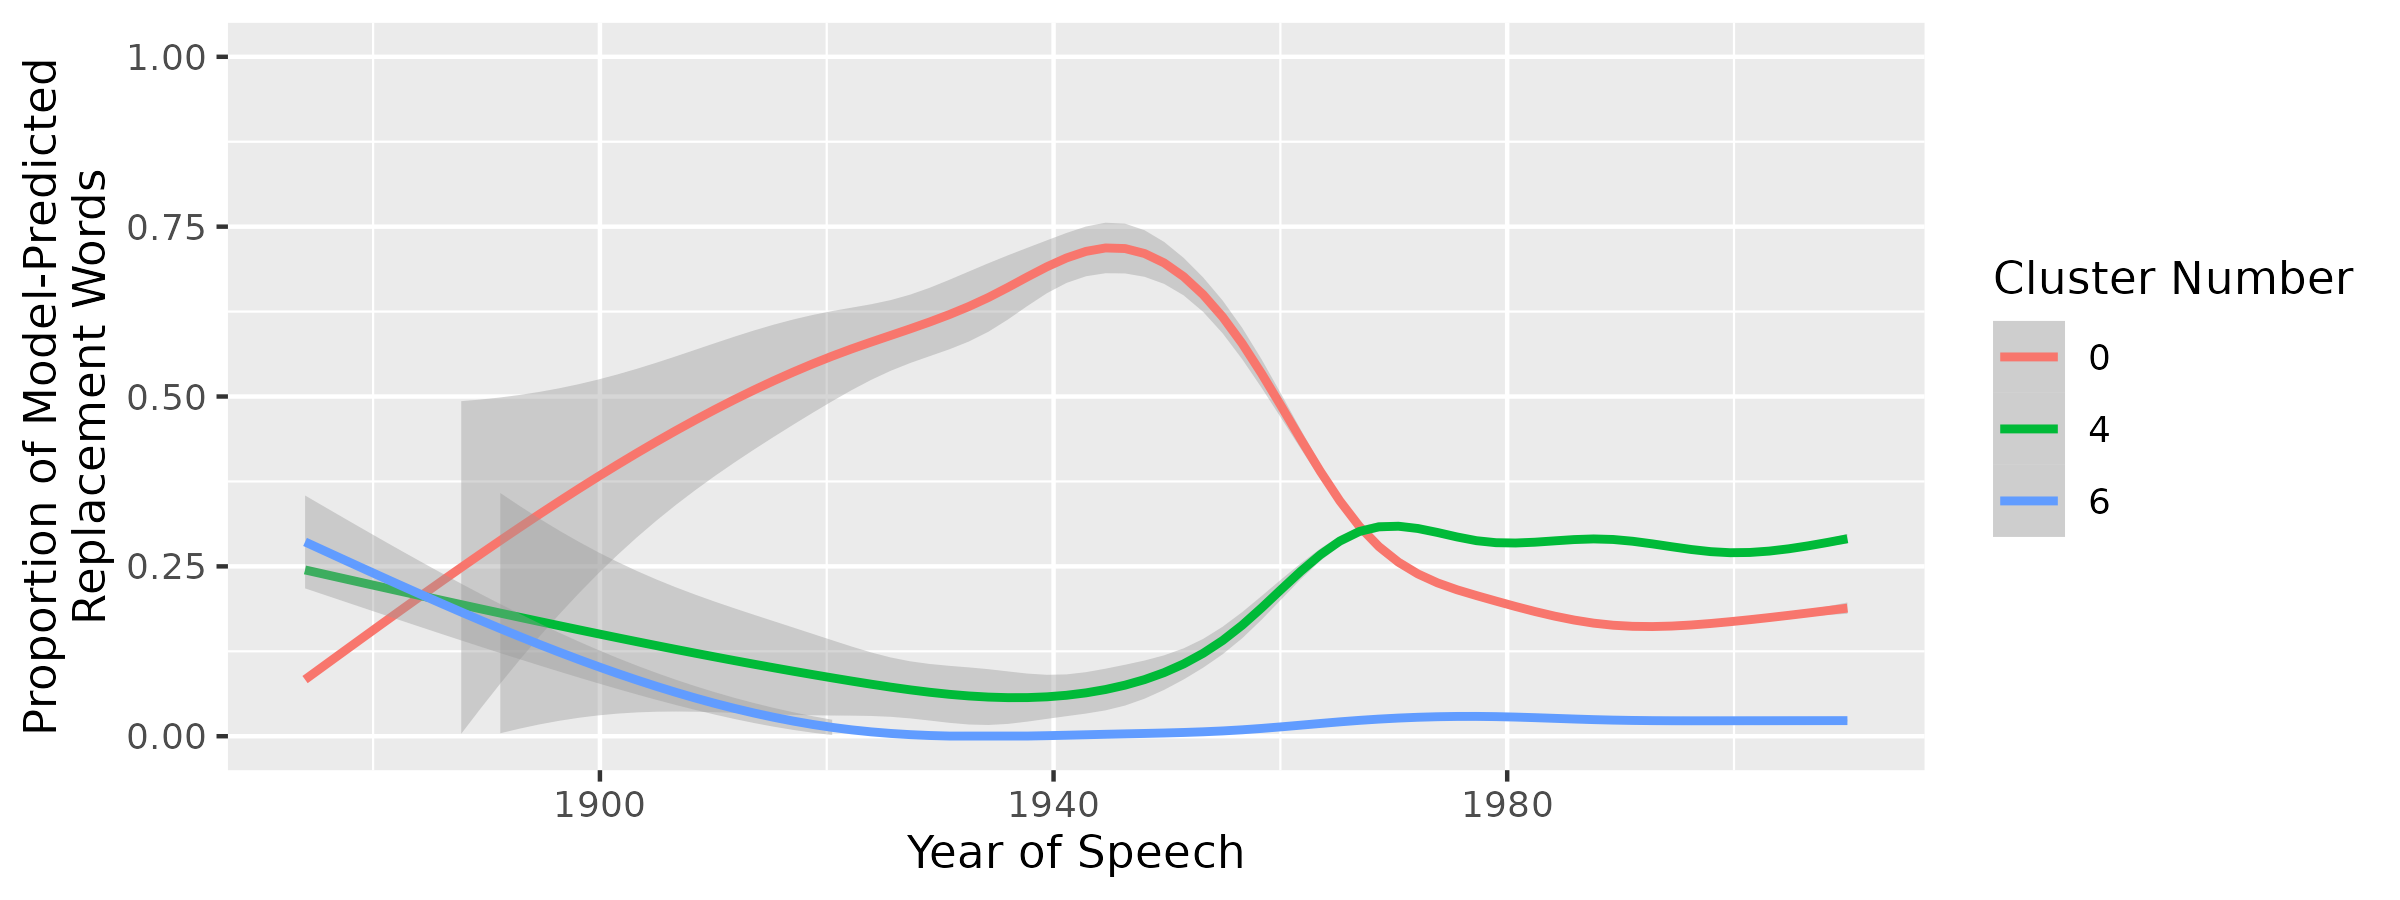 Proportion of Model-Predicted
Replacement Words
1.00
0.75
0.50
0.25
0.00
1900
1940
1980
Year of Speech
Cluster Number
0
4
6